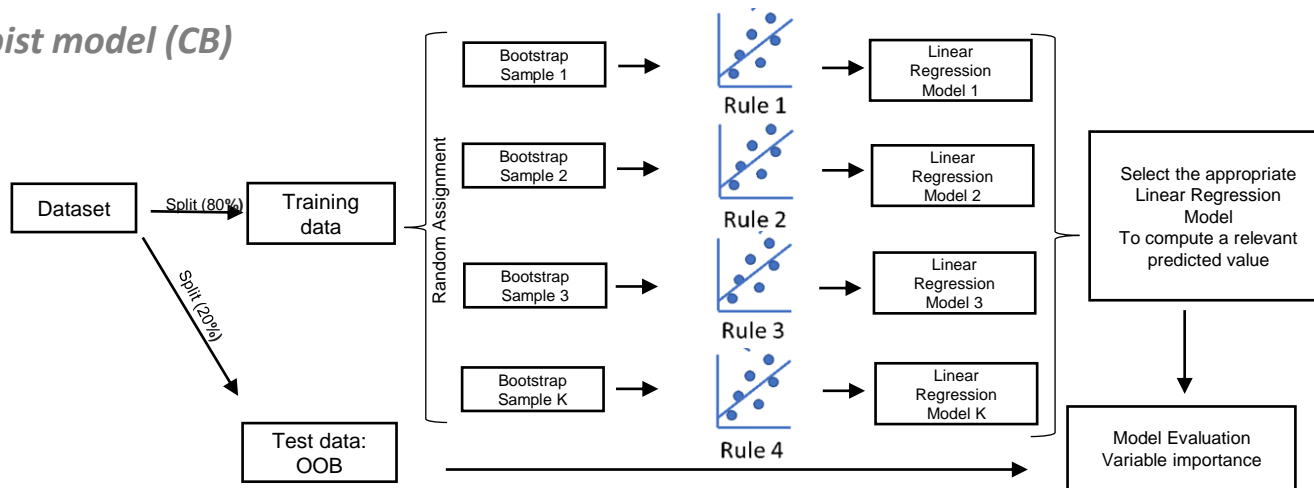 bist model (CB)
Dataset
Split (80%)
Split (20%)
Training
data
Test data:
OOB
Random Assignment
Bootstrap
Sample 1
Rule 1
Linear
Regression
Model 1
Bootstrap
Sample 2
Rule 2
Linear
Regression
Model 2
Bootstrap
Sample 3
Rule 3
Linear
Regression
Model 3
Bootstrap
Sample K
Rule 4
Linear
Regression
Model K
Select the appropriate
Linear Regression
Model
To compute a relevant
predicted value
Model Evaluation
Variable importance